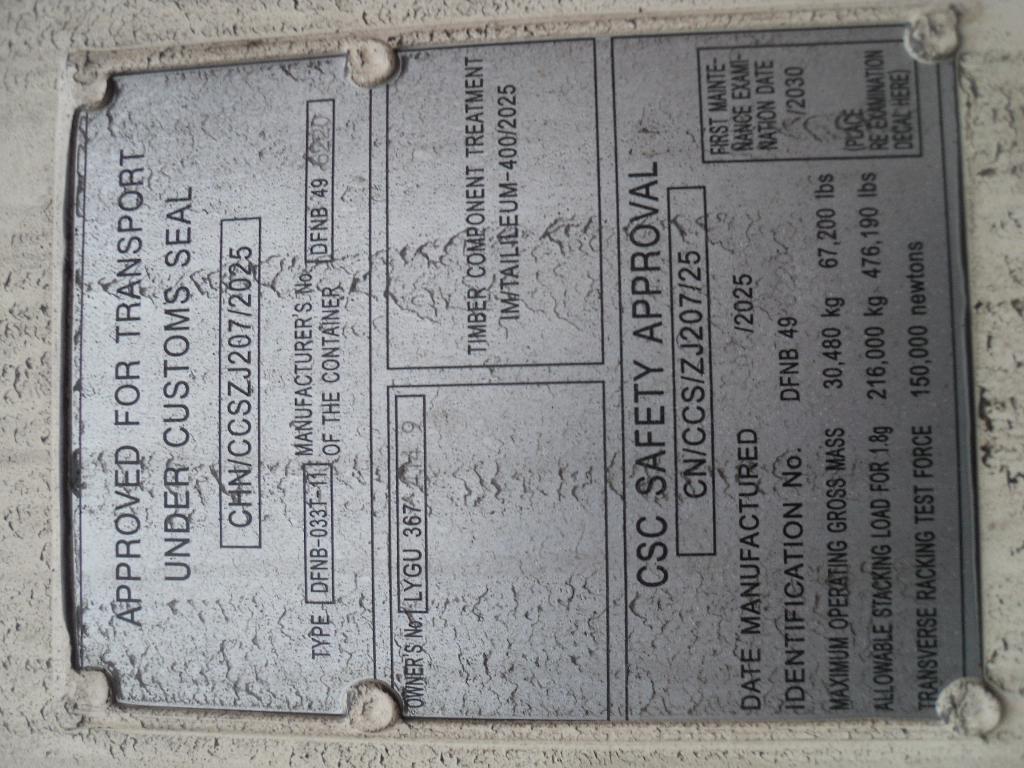 APPROVED FOR TRANSPORT
UNDER CUSTOMS SEAL
CHN/CCSZJ207/2025
TYPE DFNB-033T-11 MANUFACTURER'S No. OF THE CONTAINER DFNB 49
OWNER'S No. LYGU 367
TIMBER COMPONENT TREATMENT
IM/TAILILEUM-400/2025
CSC SAFETY APPROVAL
CN/CCS/ZJ207/25
DATE MANUFACTURED /2025
IDENTIFICATION No. DFNB 49
MAXIMUM OPERATING GROSS MASS 30,480 kg 67,200 lbs
ALLOWABLE STACKING LOAD FOR 1.8g 216,000 kg 476,190 lbs
TRANSVERSE RACKING TEST FORCE 150,000 newtons
FIRST MAINTE-
NANCE EXAMI-
NATION DATE
/2030
(PLACE
RE EXAMINATION
DECAL HERE)